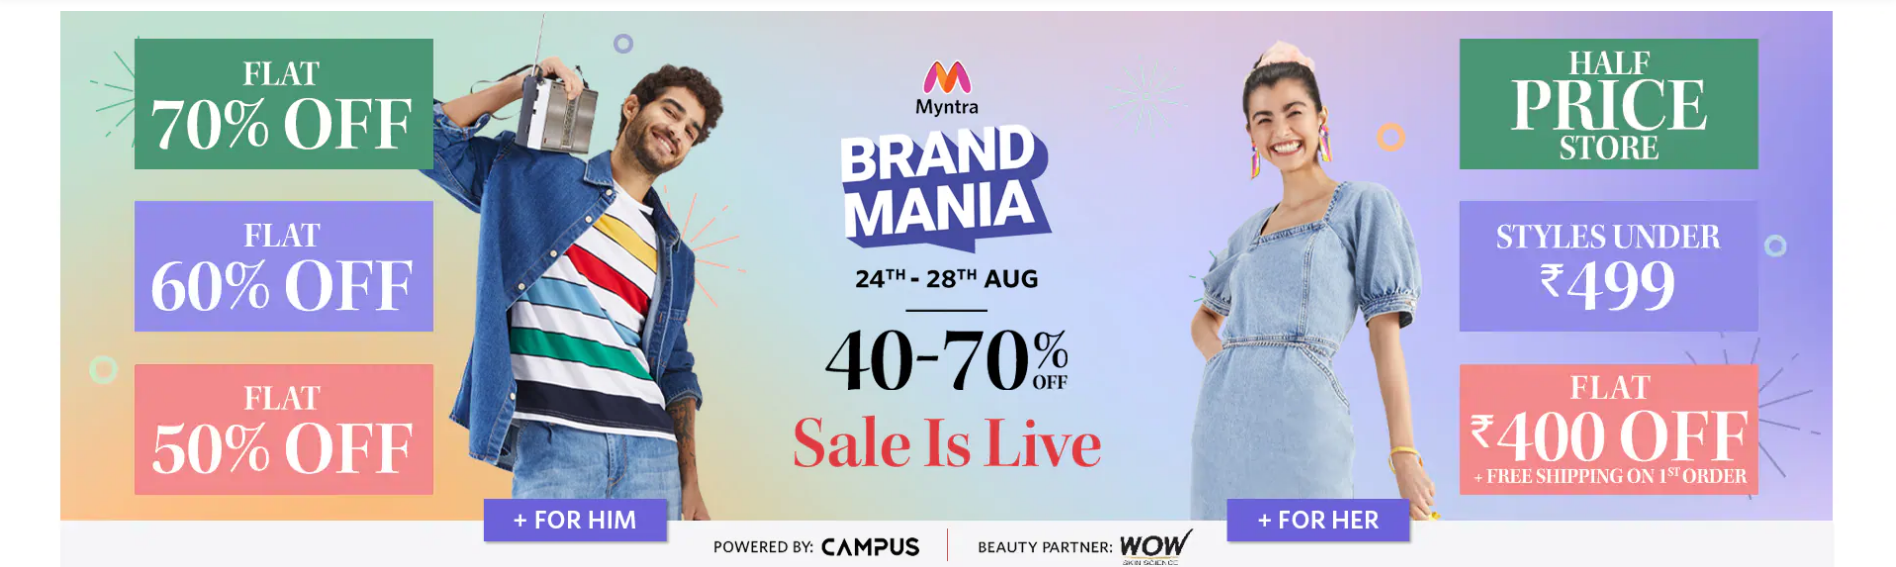 FLAT
70% OFF
FLAT
60% OFF
FLAT
50% OFF
Myntra
BRAND
MANIA
24TH - 28TH AUG
40-70% OFF
Sale Is Live
HALF
PRICE
STORE
STYLES UNDER
₹499
FLAT
₹400 OFF
+ FREE SHIPPING ON 1ST ORDER
+ FOR HIM
+ FOR HER
POWERED BY: CAMPUS
BEAUTY PARTNER: WOW
SKIN SCIENCE